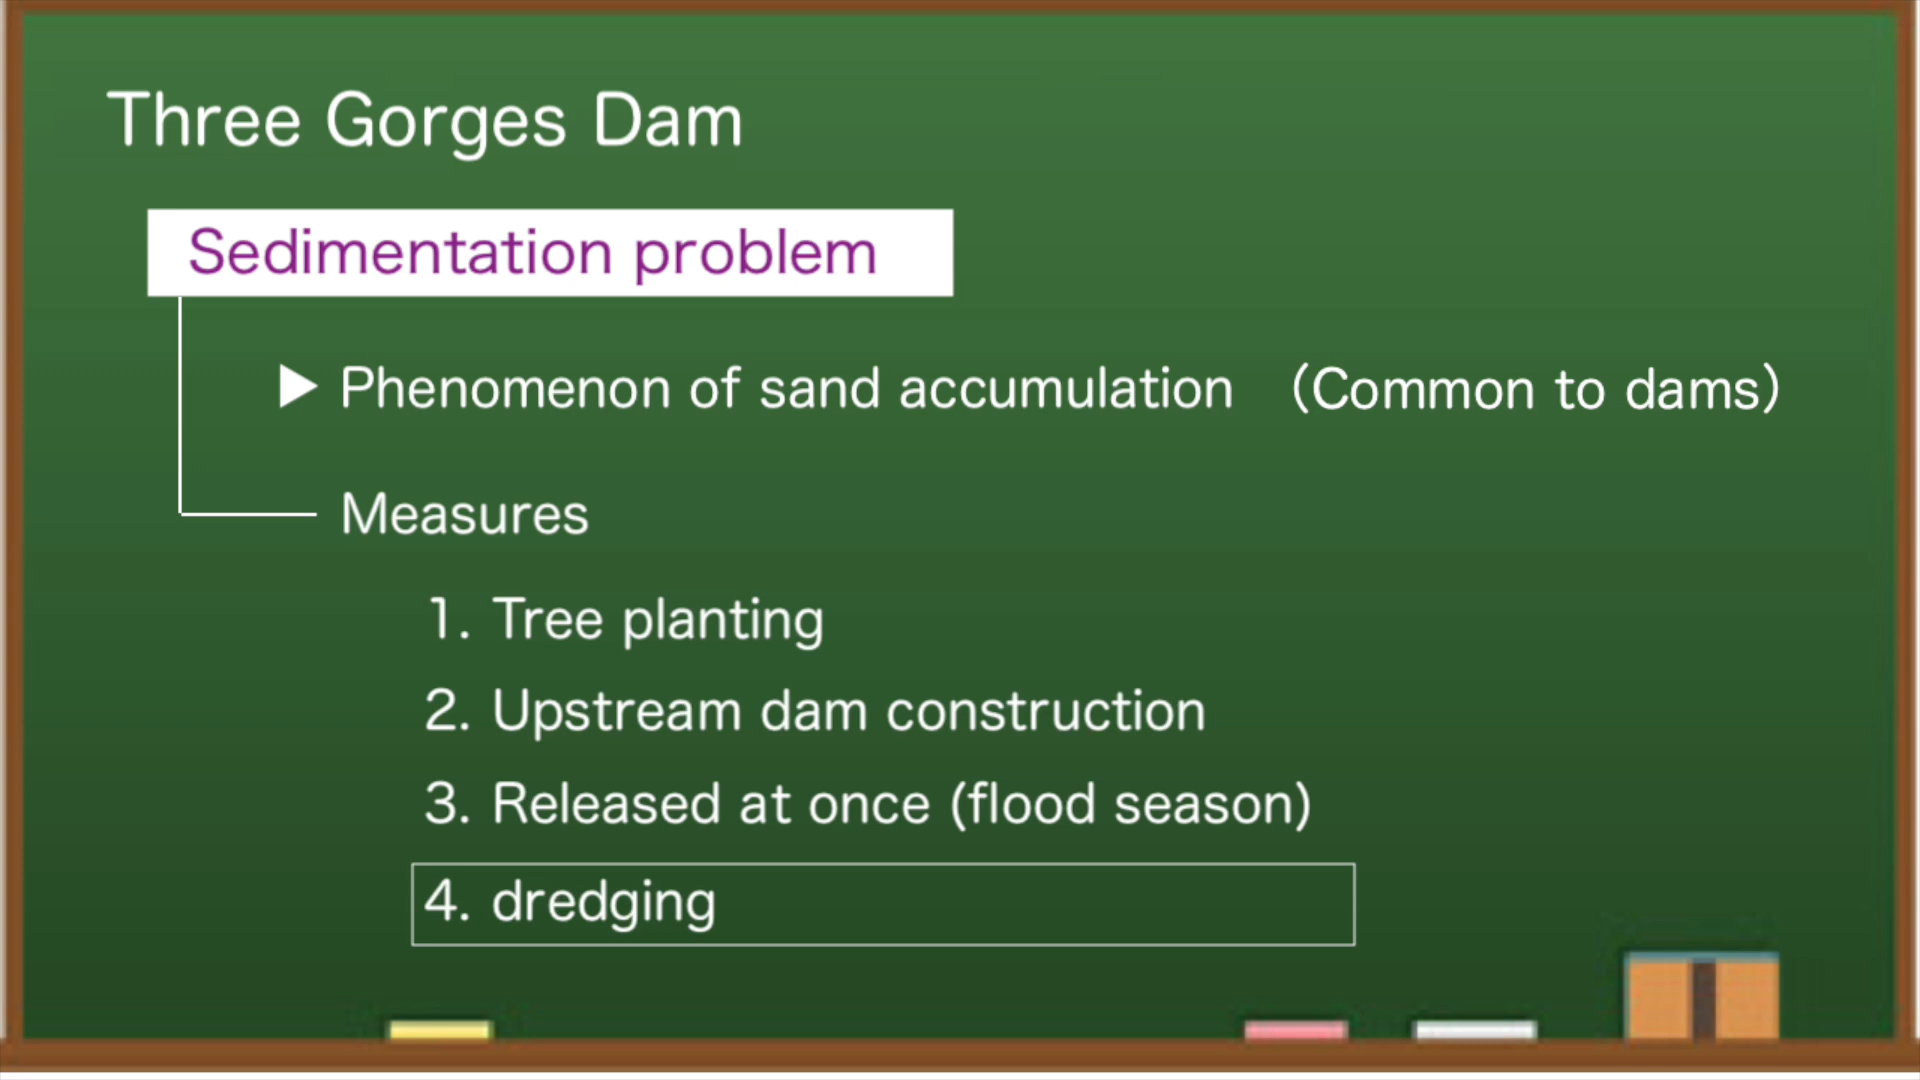 Three Gorges Dam
Sedimentation problem
▶ Phenomenon of sand accumulation （Common to dams）
Measures
1. Tree planting
2. Upstream dam construction
3. Released at once (flood season)
4. dredging